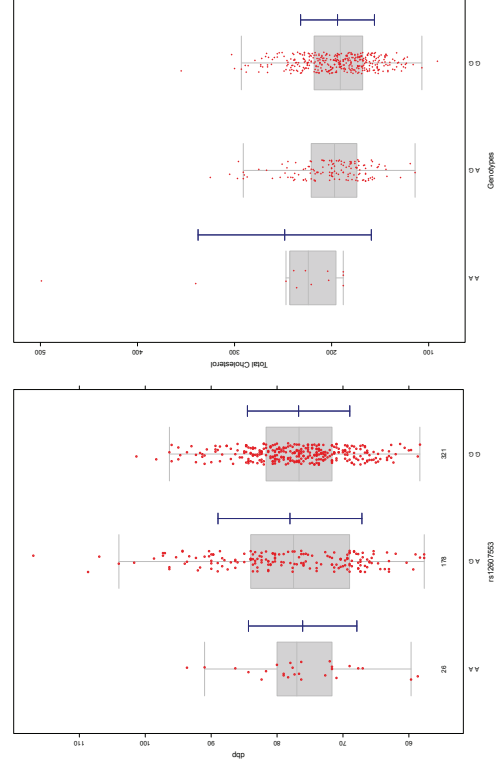 500
400
300
200
100
Total Cholesterol
A A
A G
G G
Genotypes
110
100
90
80
70
60
dbp
26
178
321
A A
A G
G G
rs12607553